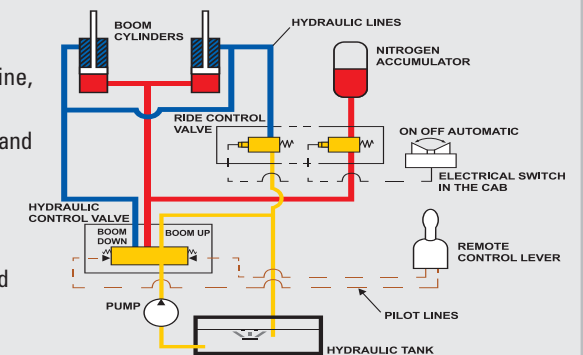 BOOM
CYLINDERS
HYDRAULIC LINES
NITROGEN
ACCUMULATOR
ine,
and
d
RIDE CONTROL
VALVE
ON OFF AUTOMATIC
ELECTRICAL SWITCH
IN THE CAB
HYDRAULIC
CONTROL VALVE
BOOM
DOWN
BOOM UP
REMOTE
CONTROL LEVER
PUMP
PILOT LINES
HYDRAULIC TANK